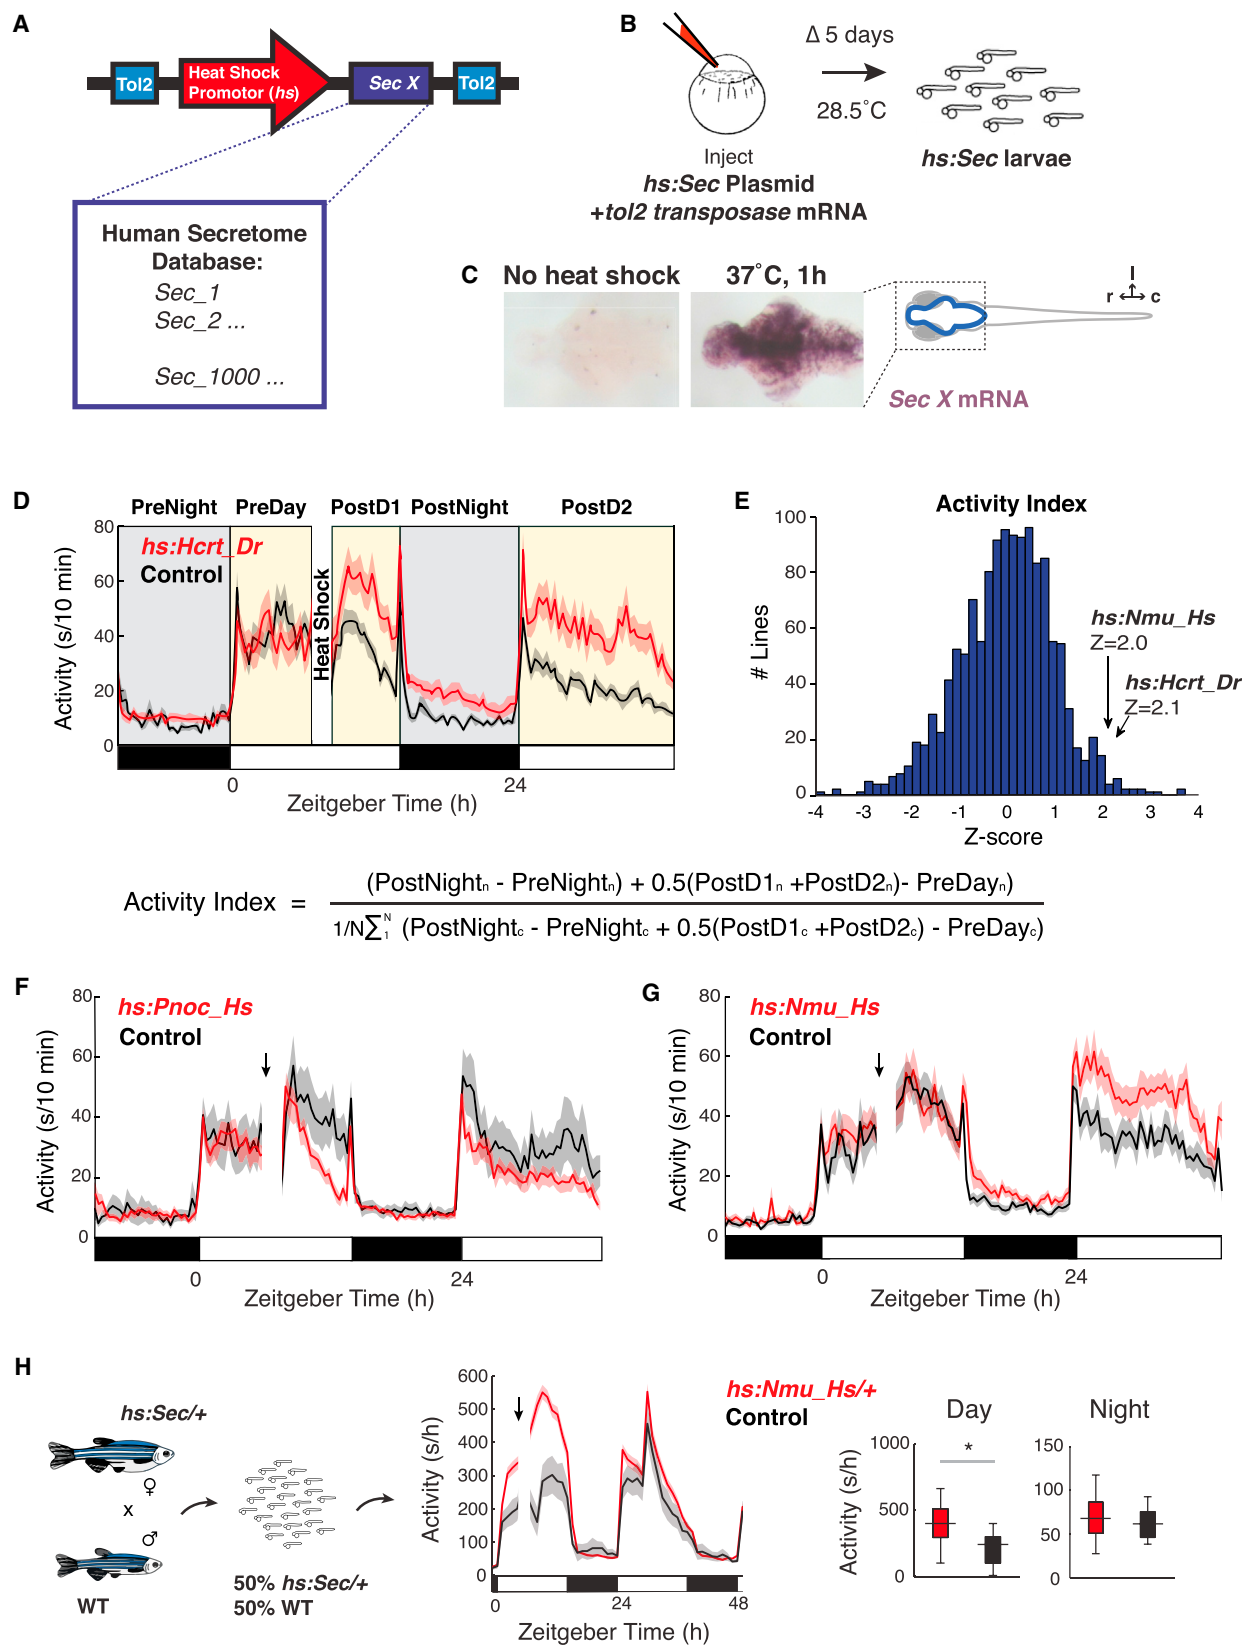 A
Tol2
Heat Shock
Promotor (hs)
Sec X
Tol2
Human Secretome
Database:
Sec_1
Sec_2 ...
Sec_1000 ...
B
Δ 5 days
28.5°C
Inject
hs:Sec Plasmid
+tol2 transposase mRNA
hs:Sec larvae
C
No heat shock
37°C, 1h
l
r
c
Sec X mRNA
D
PreNight
PreDay
PostD1
PostNight
PostD2
hs:Hcrt_Dr
Control
Heat Shock
Activity (s/10 min)
80
60
40
20
0
0
24
Zeitgeber Time (h)
E
Activity Index
# Lines
100
80
60
40
20
0
hs:Nmu_Hs
Z=2.0
hs:Hcrt_Dr
Z=2.1
-4 -3 -2 -1 0 1 2 3 4
Z-score
Activity Index = (PostNightₙ - PreNightₙ) + 0.5(PostD1ₙ +PostD2ₙ)- PreDayₙ)
1/N∑₁ᴺ (PostNight꜀ - PreNight꜀ + 0.5(PostD1꜀ +PostD2꜀) - PreDay꜀)
F
hs:Pnoc_Hs
Control
Activity (s/10 min)
80
60
40
20
0
0
24
Zeitgeber Time (h)
G
hs:Nmu_Hs
Control
Activity (s/10 min)
80
60
40
20
0
0
24
Zeitgeber Time (h)
H
hs:Sec/+
♀
x
♂
WT
50% hs:Sec/+
50% WT
Activity (s/h)
600
500
400
300
200
100
0
0
24
48
Zeitgeber Time (h)
hs:Nmu_Hs/+
Control
Day
Activity (s/h)
1000
500
0
*
Night
150
100
50
0